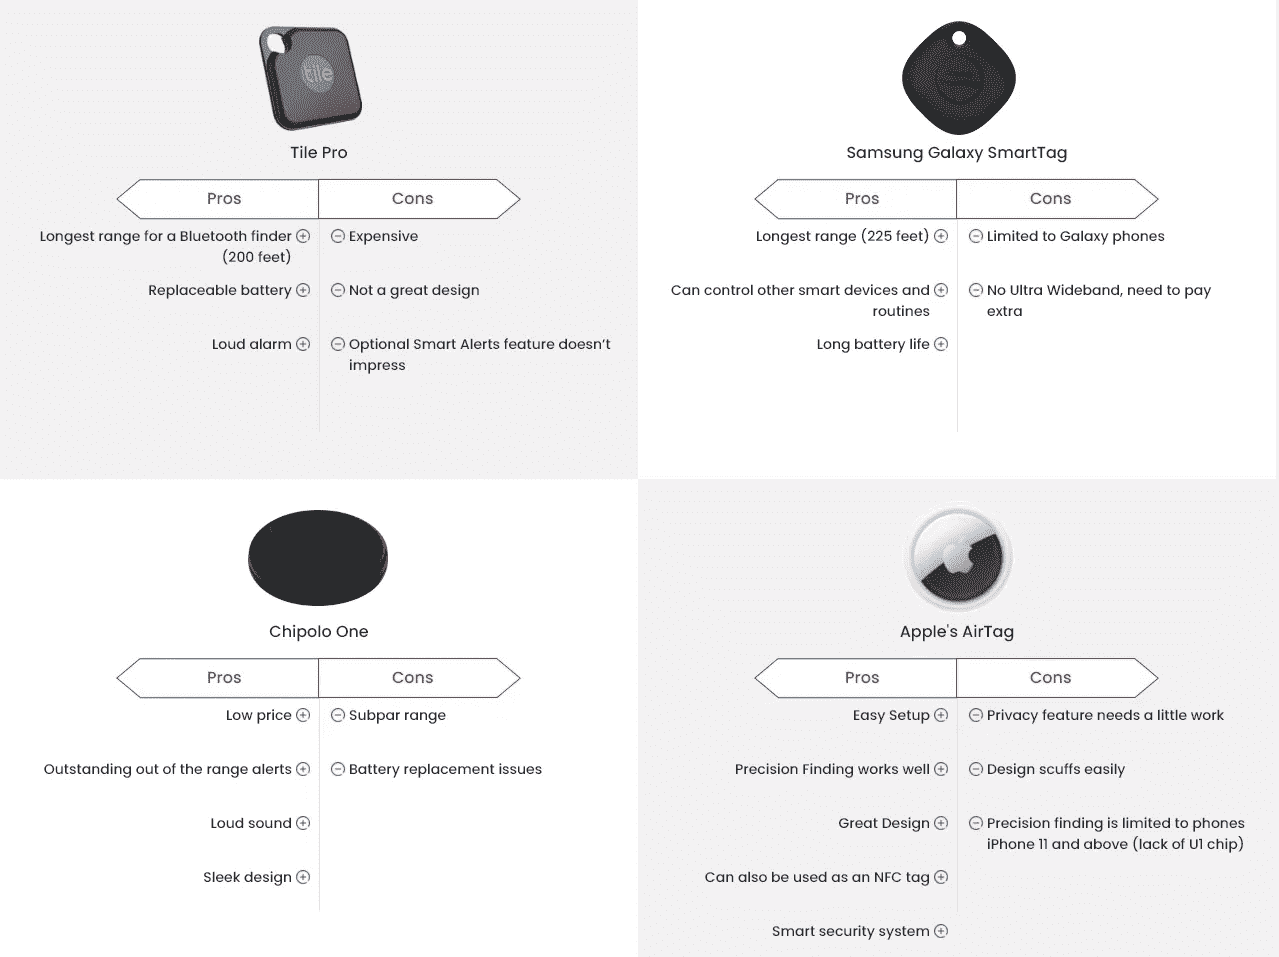 tile
Tile Pro
Pros
Cons
Longest range for a Bluetooth finder
(200 feet)
Expensive
Replaceable battery
Not a great design
Loud alarm
Optional Smart Alerts feature doesn't
impress
Samsung Galaxy SmartTag
Pros
Cons
Longest range (225 feet)
Limited to Galaxy phones
Can control other smart devices and
routines
No Ultra Wideband, need to pay
extra
Long battery life
Chipolo One
Pros
Cons
Low price
Subpar range
Outstanding out of the range alerts
Battery replacement issues
Loud sound
Sleek design
Apple's AirTag
Pros
Cons
Easy Setup
Privacy feature needs a little work
Precision Finding works well
Design scuffs easily
Great Design
Precision finding is limited to phones
iPhone 11 and above (lack of U1 chip)
Can also be used as an NFC tag
Smart security system